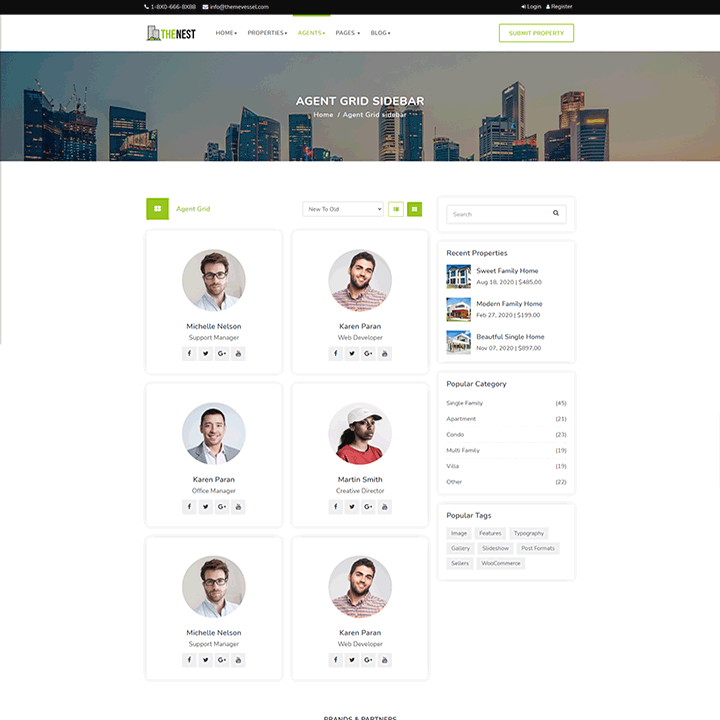 1-8X0-666-8X88 info@themevessel.com Login Register
THENEST HOME PROPERTIES AGENTS PAGES BLOG SUBMIT PROPERTY
AGENT GRID SIDEBAR
Home / Agent Grid sidebar
Agent Grid New To Old
Michelle Nelson
Support Manager
Karen Paran
Web Developer
Karen Paran
Office Manager
Martin Smith
Creative Director
Michelle Nelson
Support Manager
Karen Paran
Web Developer
Search
Recent Properties
Sweet Family Home
Aug 18, 2020 | $485,00
Modern Family Home
Feb 27, 2020 | $199.00
Beautful Single Home
Nov 07, 2020 | $897,00
Popular Category
Single Family (45)
Apartment (21)
Condo (23)
Multi Family (19)
Villa (19)
Other (22)
Popular Tags
Image Features Typography
Gallery Slideshow Post Formats
Sellers WooCommerce
BRANDS & PARTNERS